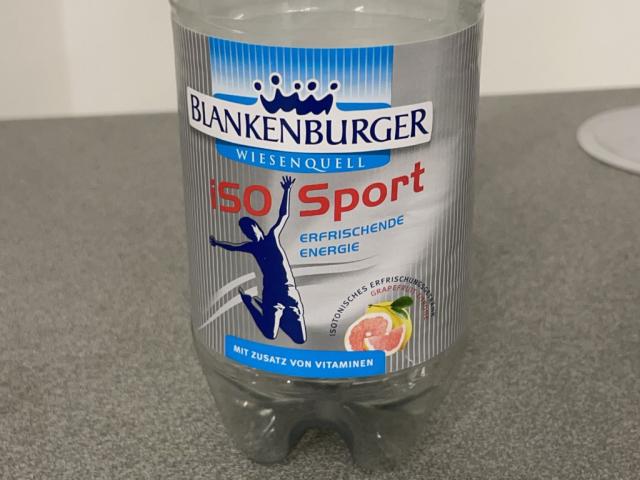 BLANKENBURGER
WIESENQUELL
iSO Sport
ERFRISCHENDE
ENERGIE
ISOTONISCHES ERFRISCHUNGSGETRÄNK
MIT ZUSATZ VON VITAMINEN